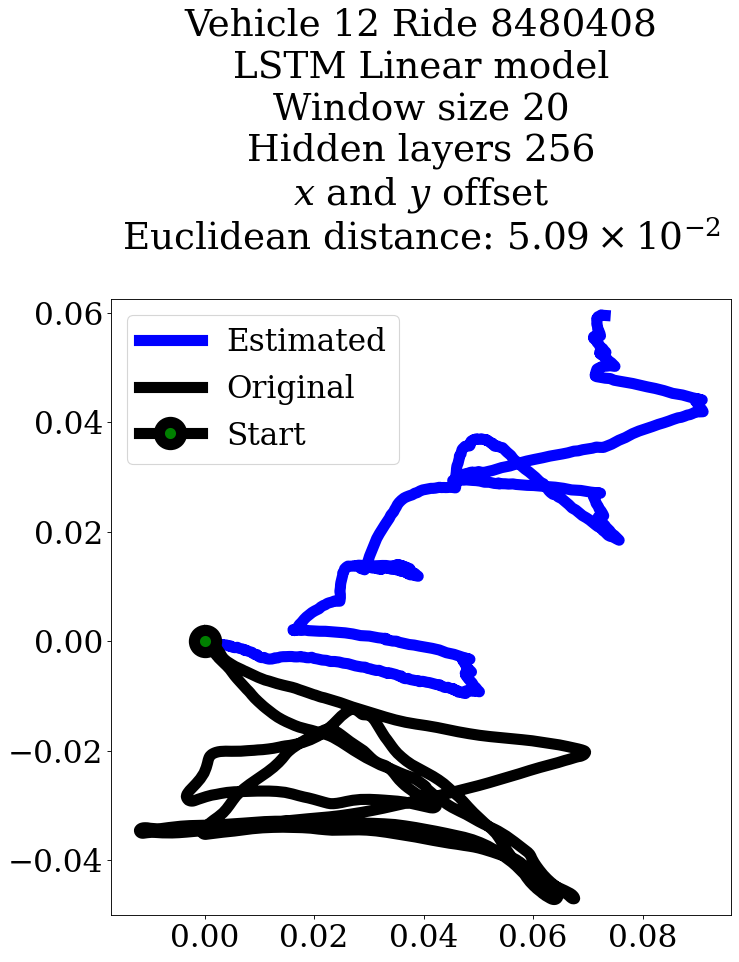 Vehicle 12 Ride 8480408
LSTM Linear model
Window size 20
Hidden layers 256
x and y offset
Euclidean distance: 5.09 × 10⁻²
0.06
0.04
0.02
0.00
−0.02
−0.04
Estimated
Original
Start
0.00 0.02 0.04 0.06 0.08